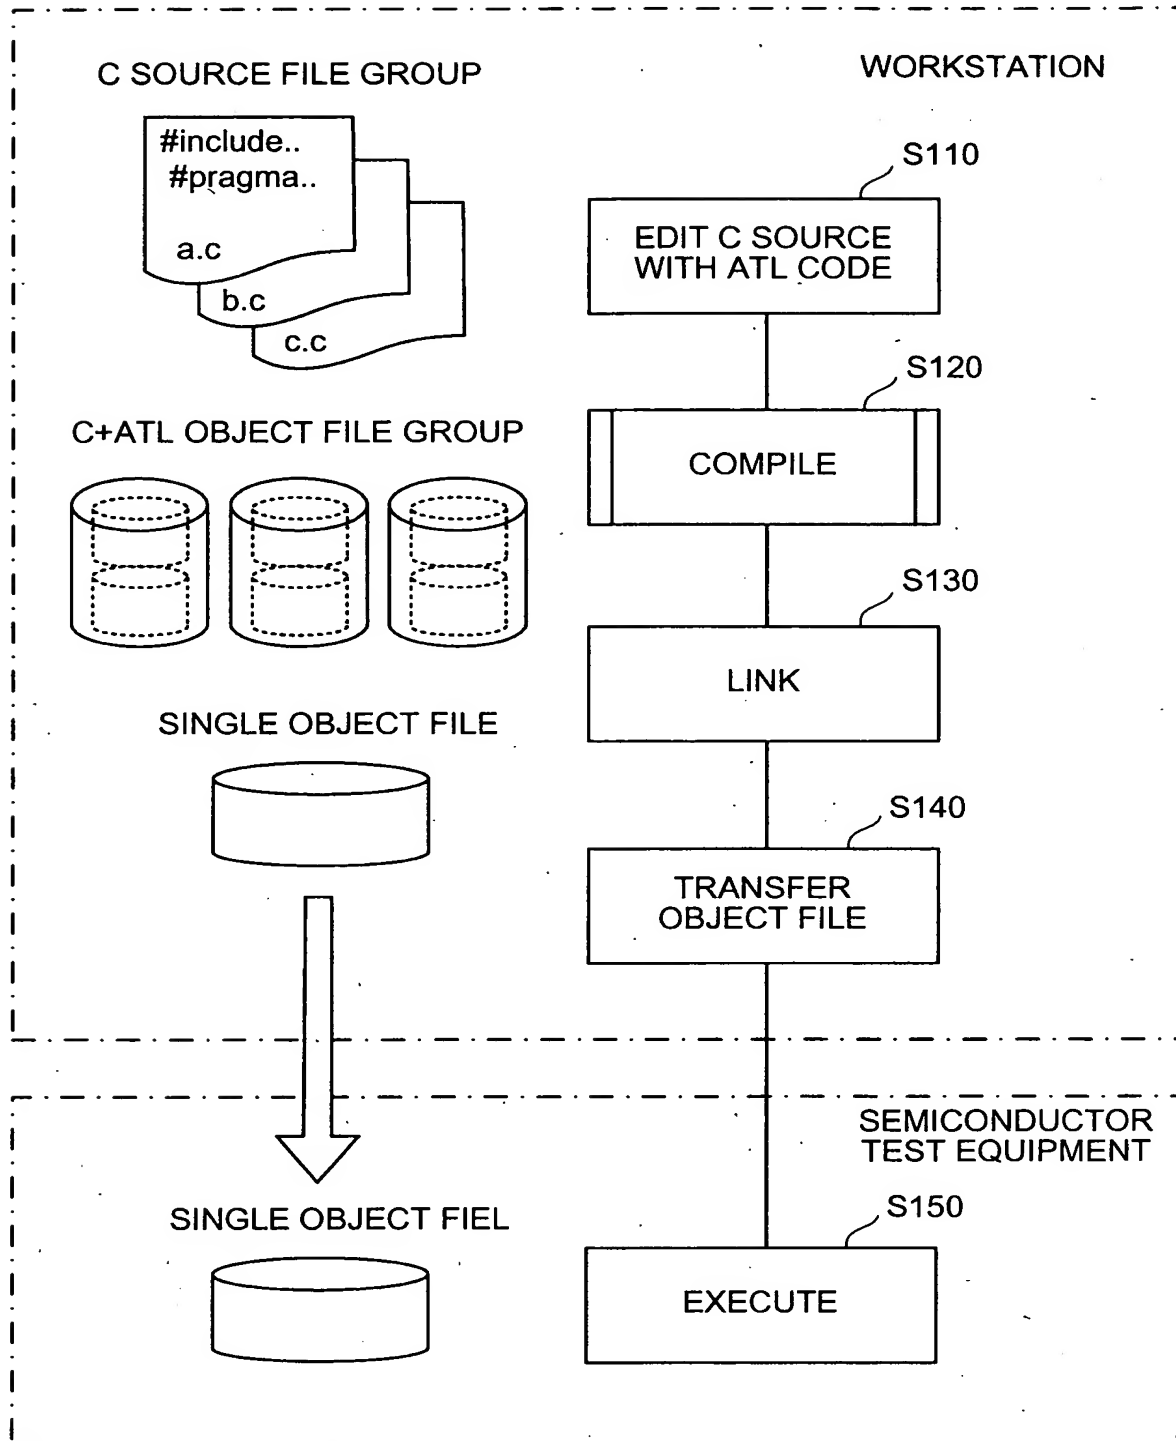 C SOURCE FILE GROUP
WORKSTATION
#include..
#pragma..
a.c
b.c
c.c
S110
EDIT C SOURCE
WITH ATL CODE
S120
COMPILE
C+ATL OBJECT FILE GROUP
S130
LINK
SINGLE OBJECT FILE
S140
TRANSFER
OBJECT FILE
SEMICONDUCTOR
TEST EQUIPMENT
SINGLE OBJECT FIEL
S150
EXECUTE